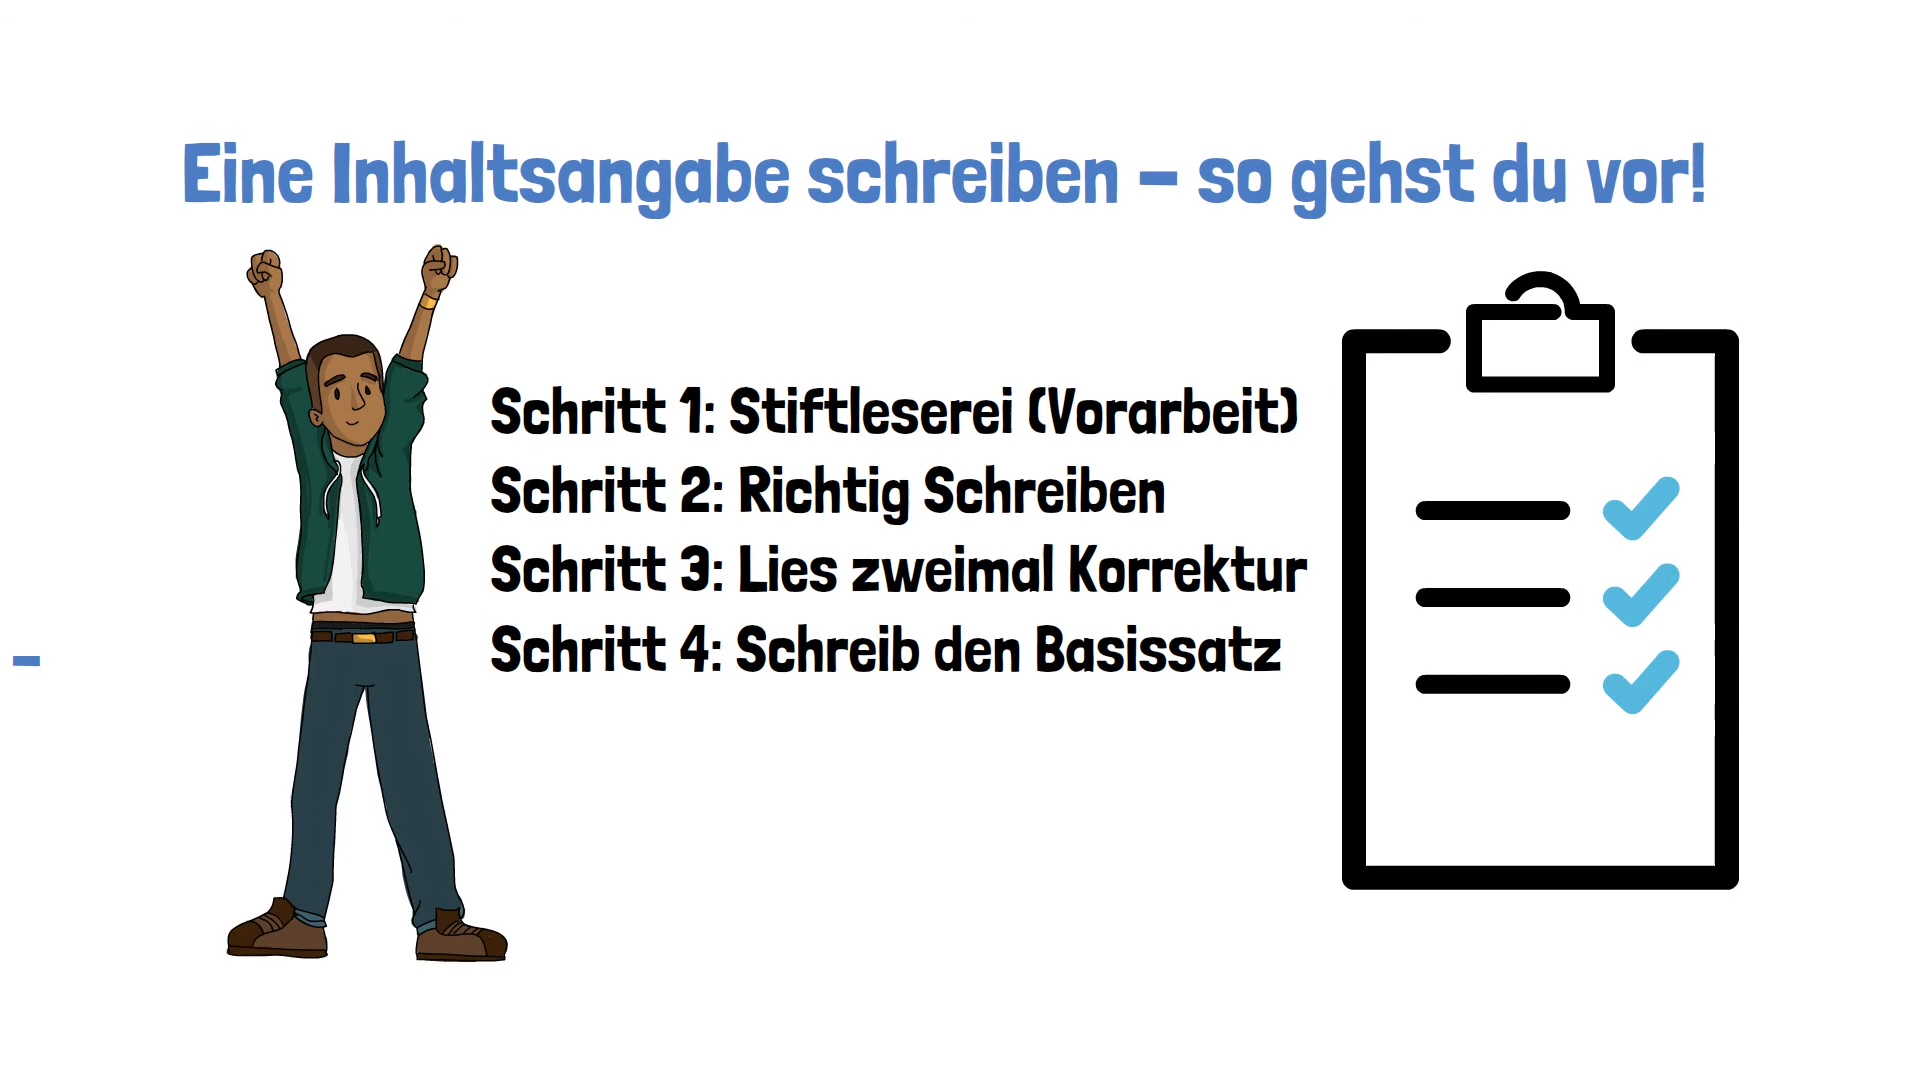 Eine Inhaltsangabe schreiben – so gehst du vor!
Schritt 1: Stiftleserei (Vorarbeit)
Schritt 2: Richtig Schreiben
Schritt 3: Lies zweimal Korrektur
Schritt 4: Schreib den Basissatz
–